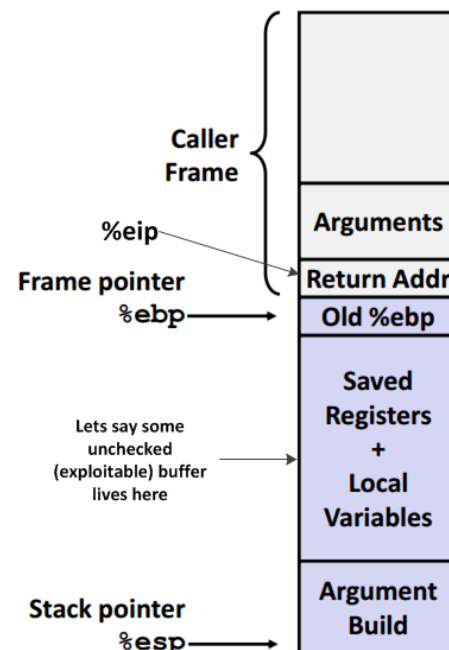 Caller
Frame
Arguments
%eip
Return Addr
Frame pointer
%ebp
Old %ebp
Saved
Registers
+
Local
Variables
Lets say some
unchecked
(exploitable) buffer
lives here
Argument
Build
Stack pointer
%esp